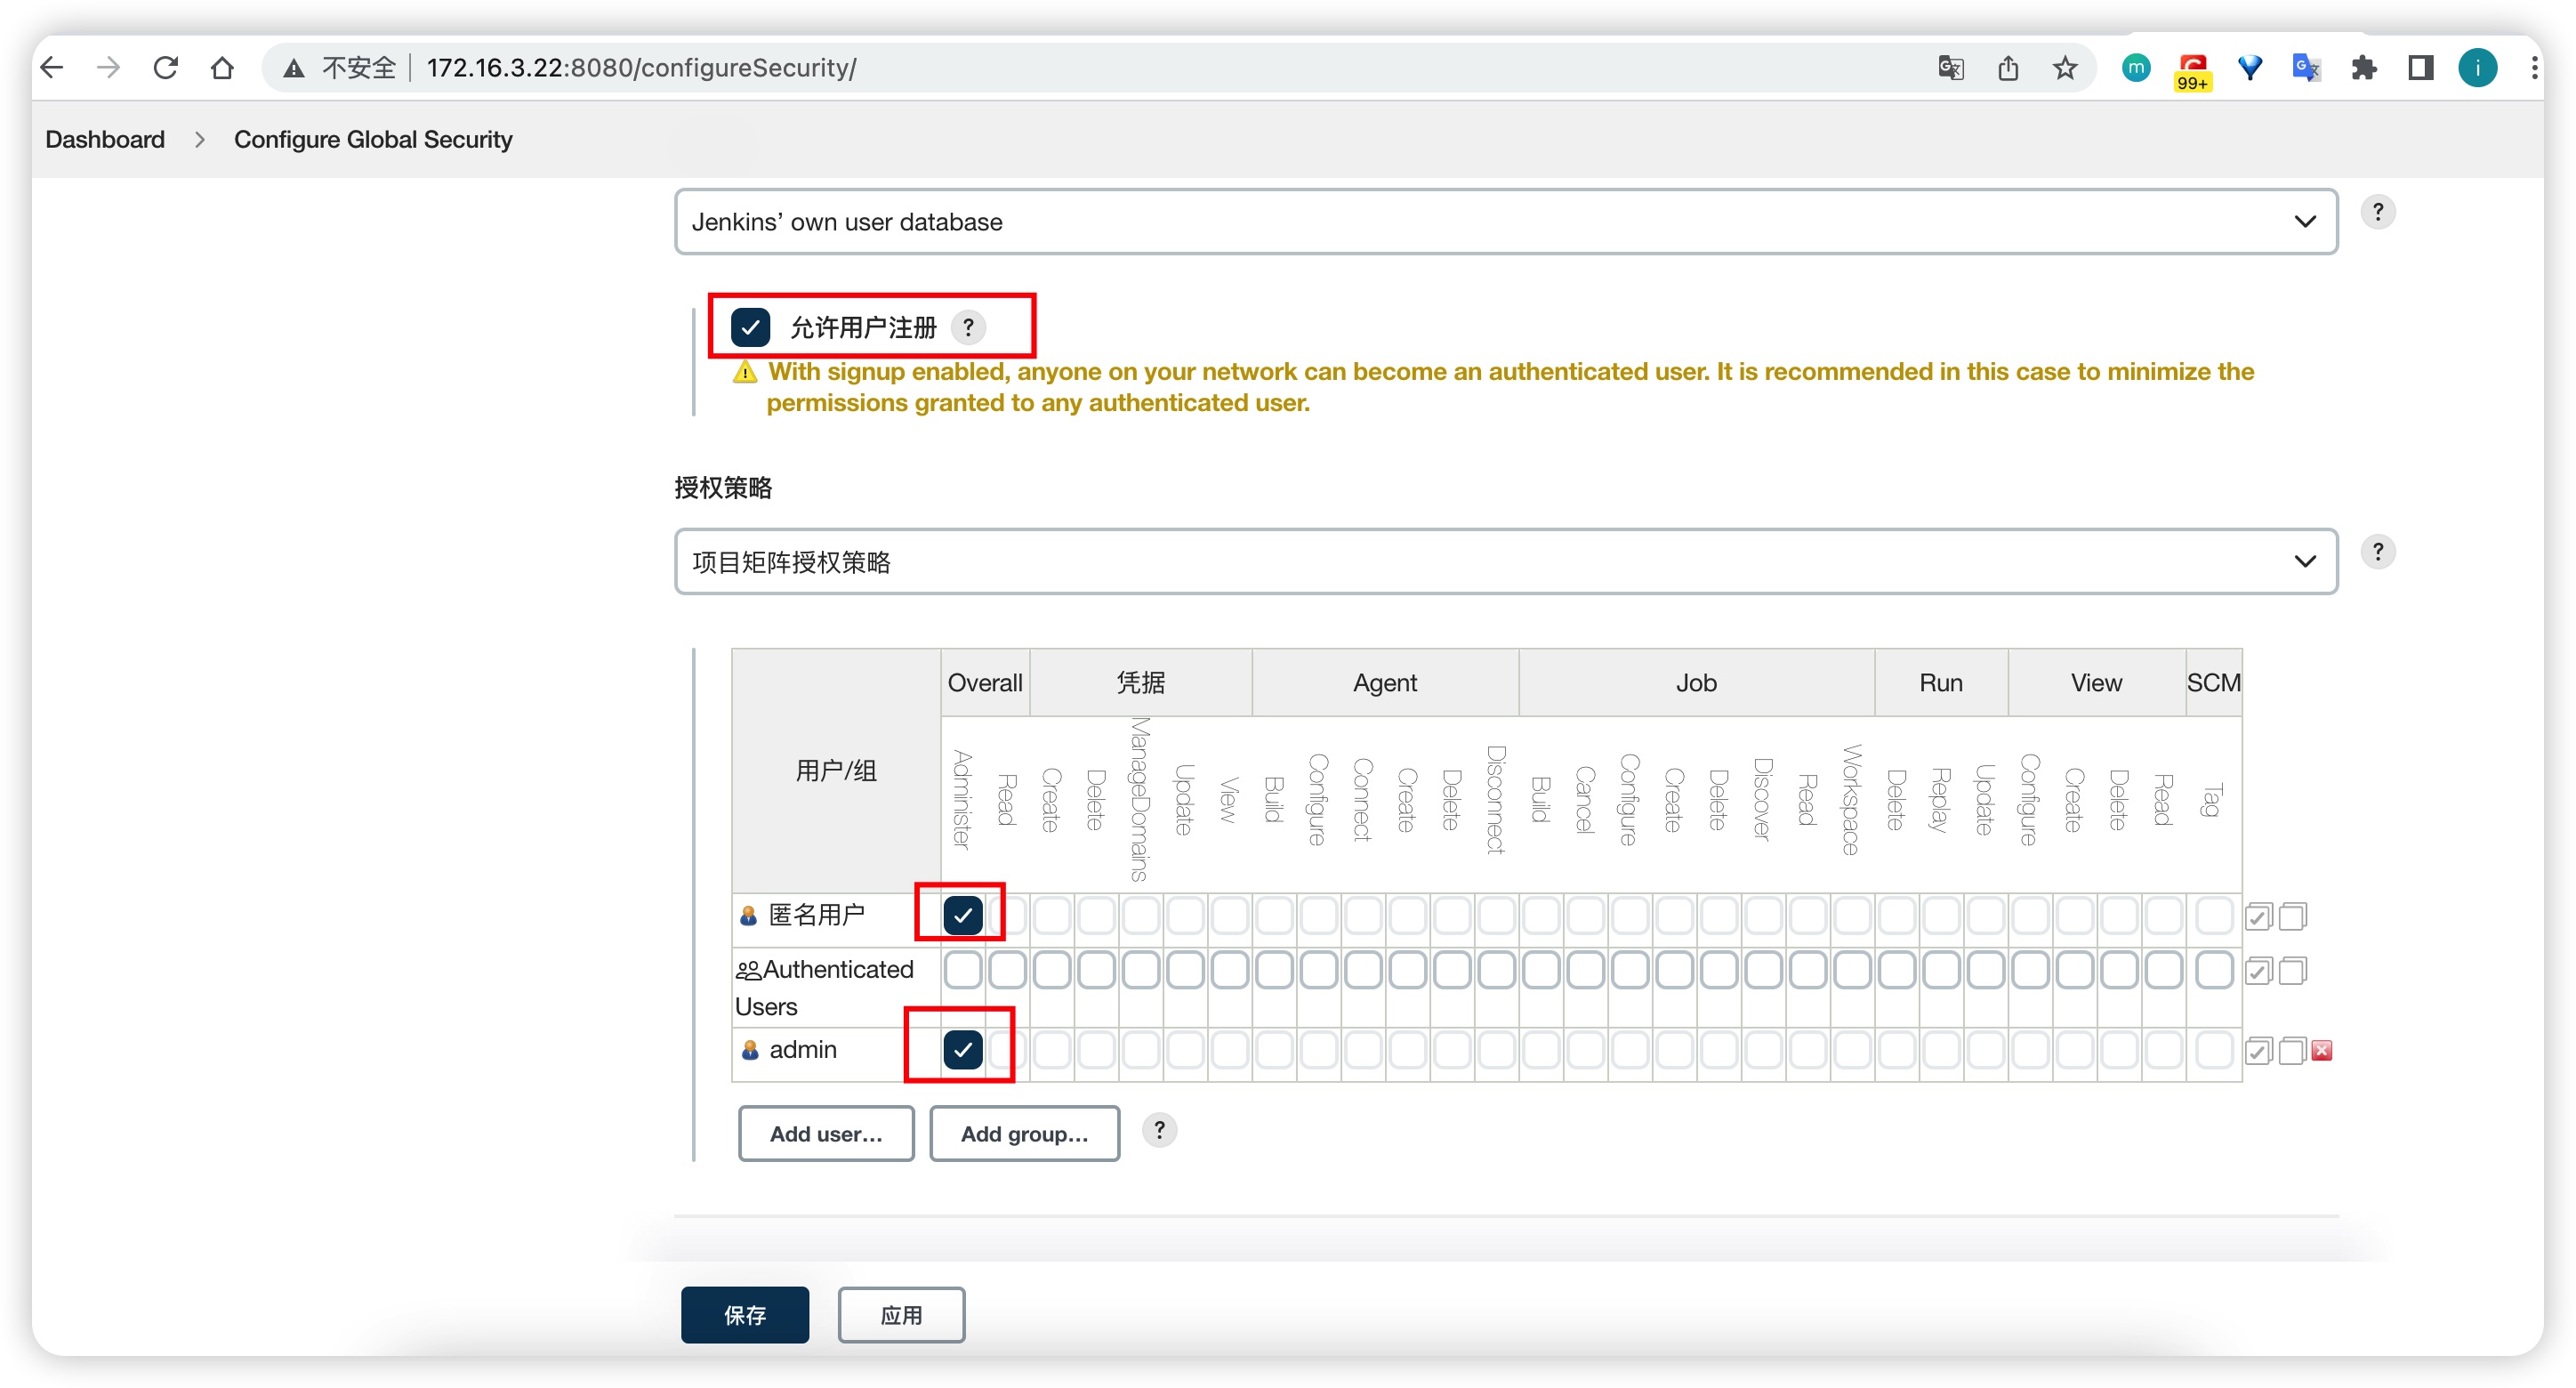 不安全 | 172.16.3.22:8080/configureSecurity/
m
99+
i
Dashboard > Configure Global Security
Jenkins’ own user database
?
允许用户注册 ?
With signup enabled, anyone on your network can become an authenticated user. It is recommended in this case to minimize the
permissions granted to any authenticated user.
授权策略
项目矩阵授权策略
?
用户/组
Overall 凭据 Agent Job Run View SCM
Administer Read Create Delete ManageDomains Update View Build Configure Connect Create Delete Disconnect Build Cancel Configure Create Delete Discover Read Workspace Delete Replay Update Configure Create Delete Read Tag
匿名用户
Authenticated
Users
admin
Add user... Add group... ?
保存 应用